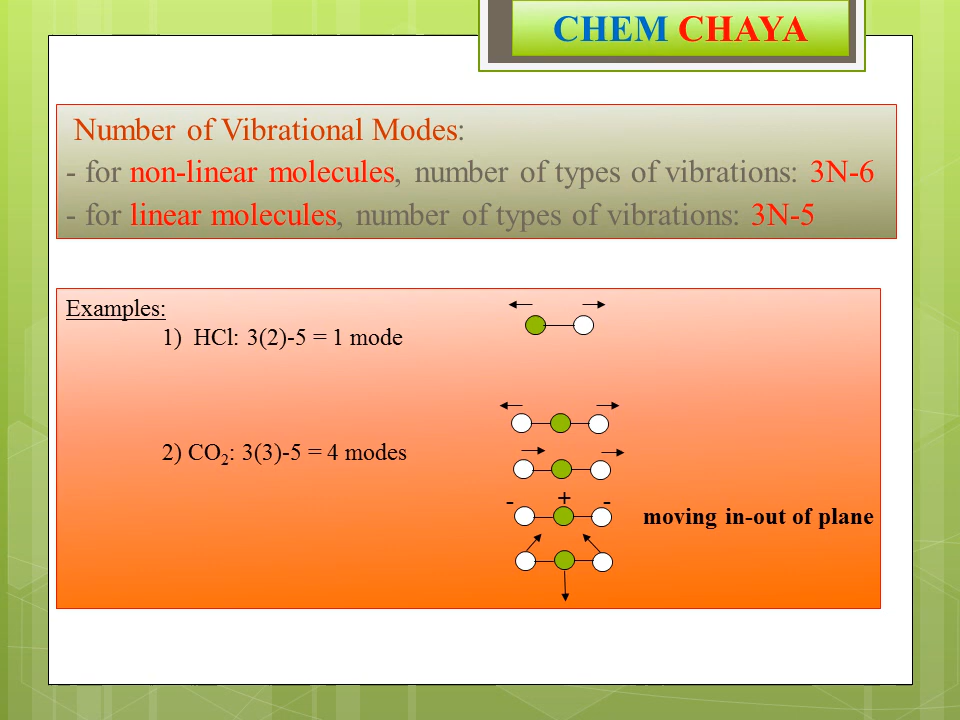 CHEM CHAYA
Number of Vibrational Modes:
- for non-linear molecules, number of types of vibrations: 3N-6
- for linear molecules, number of types of vibrations: 3N-5
Examples:
1) HCl: 3(2)-5 = 1 mode
2) CO₂: 3(3)-5 = 4 modes
- + -
moving in-out of plane